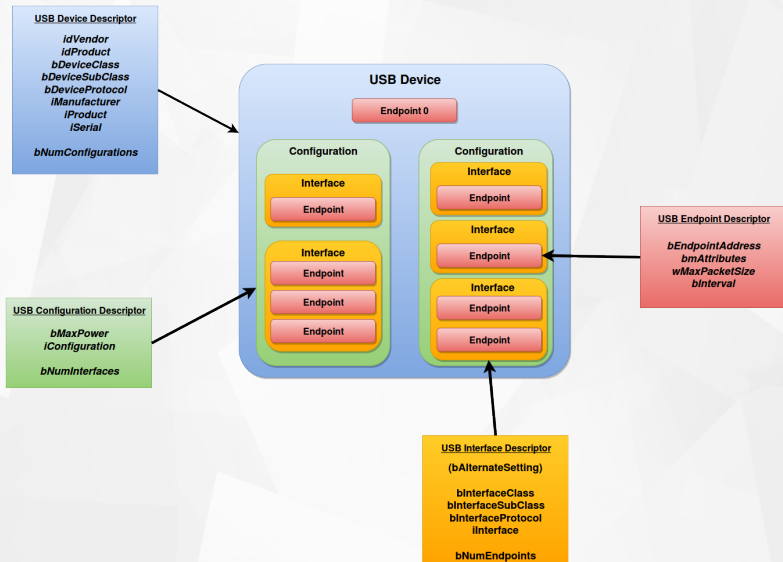 USB Device Descriptor
idVendor
idProduct
bDeviceClass
bDeviceSubClass
bDeviceProtocol
iManufacturer
iProduct
iSerial
bNumConfigurations
USB Device
Endpoint 0
Configuration
Interface
Endpoint
Interface
Endpoint
Endpoint
Endpoint
Configuration
Interface
Endpoint
Interface
Endpoint
Interface
Endpoint
Endpoint
USB Endpoint Descriptor
bEndpointAddress
bmAttributes
wMaxPacketSize
bInterval
USB Configuration Descriptor
bMaxPower
iConfiguration
bNumInterfaces
USB Interface Descriptor
(bAlternateSetting)
bInterfaceClass
bInterfaceSubClass
bInterfaceProtocol
iInterface
bNumEndpoints